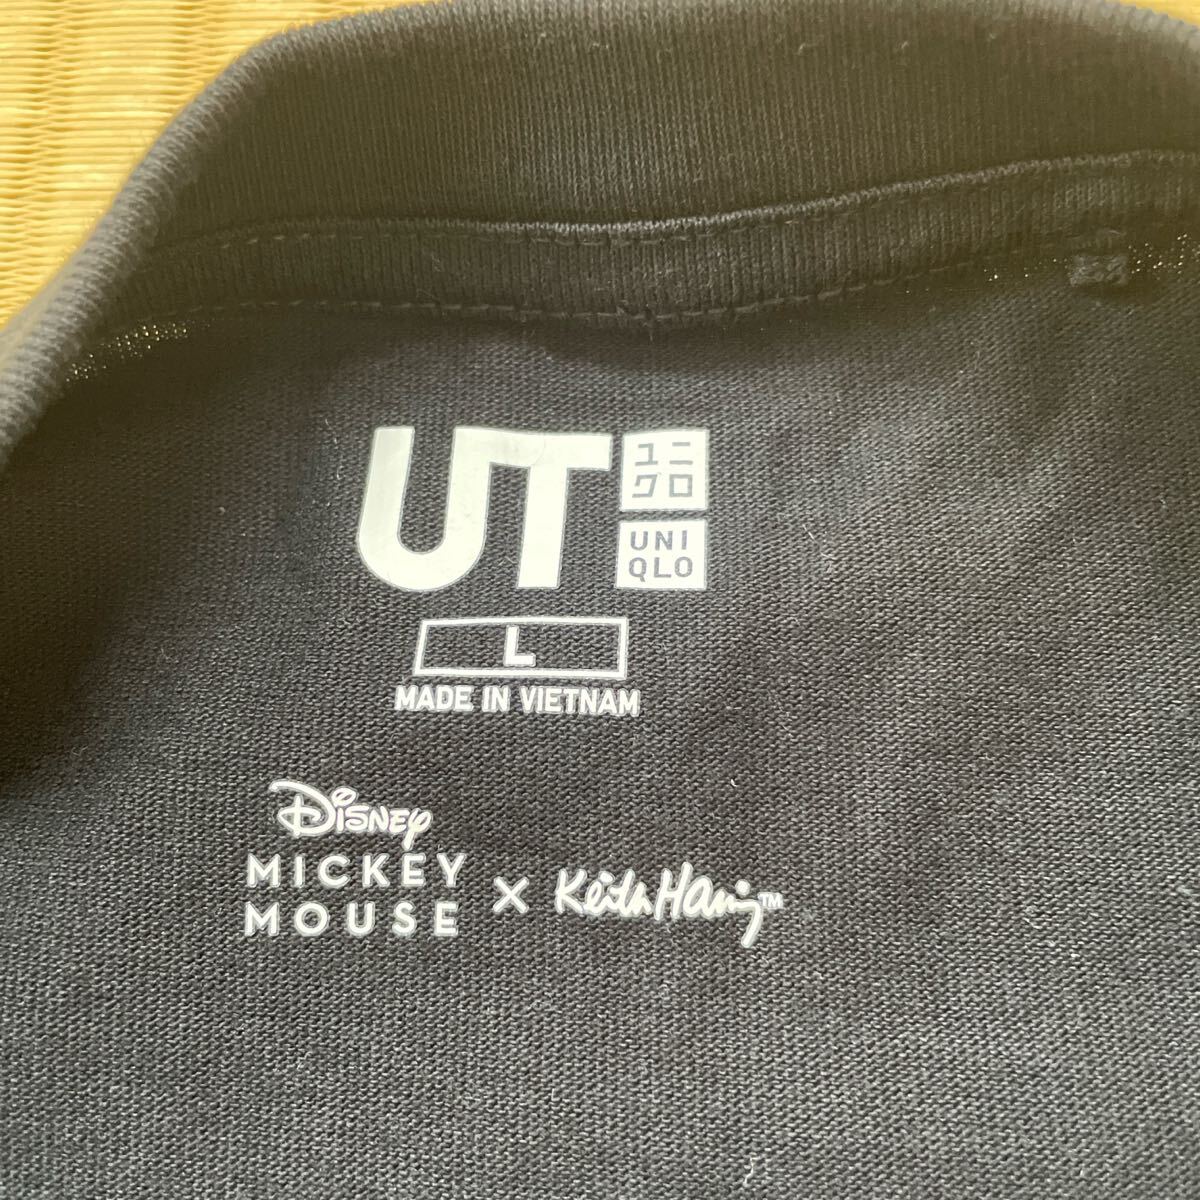 UT
ユニ
クロ
UNI
QLO
L
MADE IN VIETNAM
Disney
MICKEY
MOUSE
× Keith Haring™